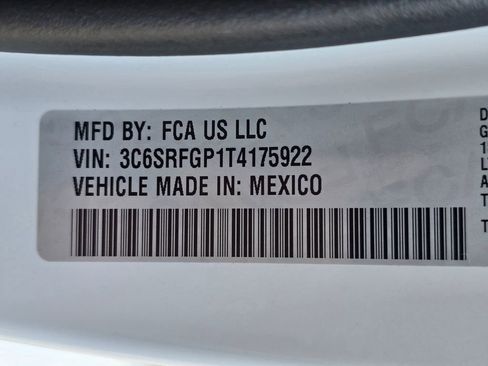 MFD BY: FCA US LLC
VIN: 3C6SRFGP1T4175922
VEHICLE MADE IN: MEXICO